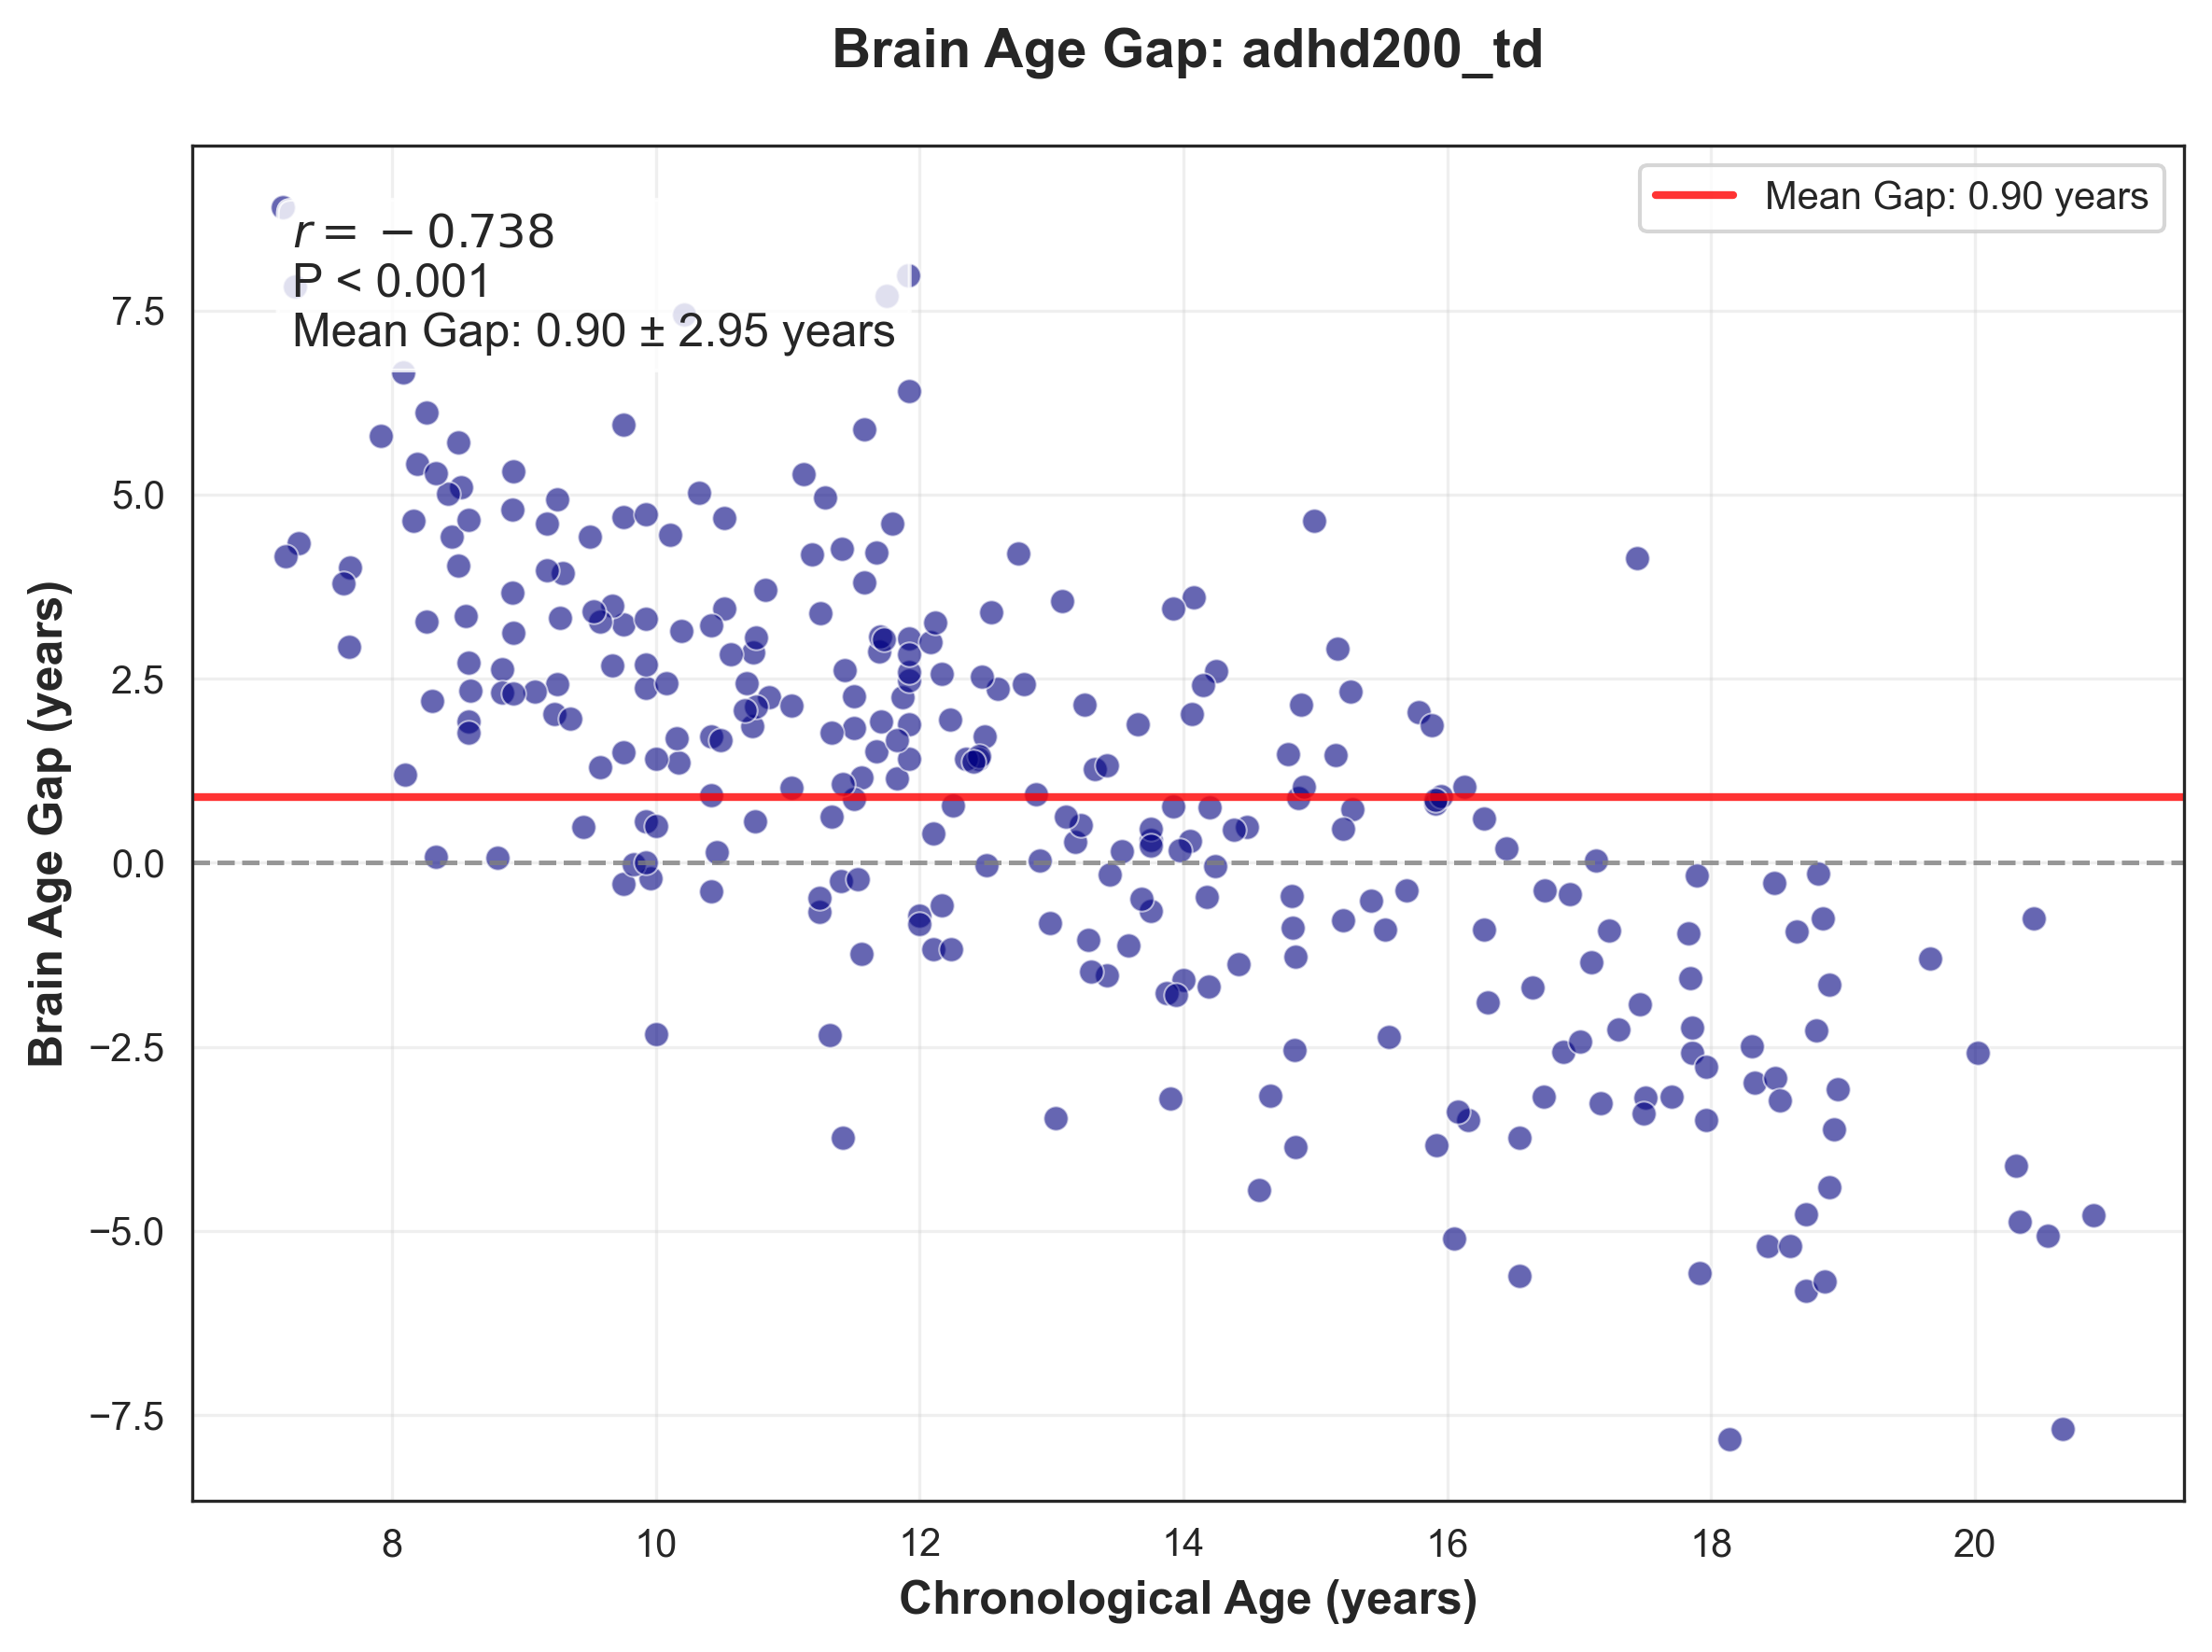 Brain Age Gap: adhd200_td
Mean Gap: 0.90 years
r = −0.738
P < 0.001
Mean Gap: 0.90 ± 2.95 years
Brain Age Gap (years)
7.5
5.0
2.5
0.0
−2.5
−5.0
−7.5
8 10 12 14 16 18 20
Chronological Age (years)